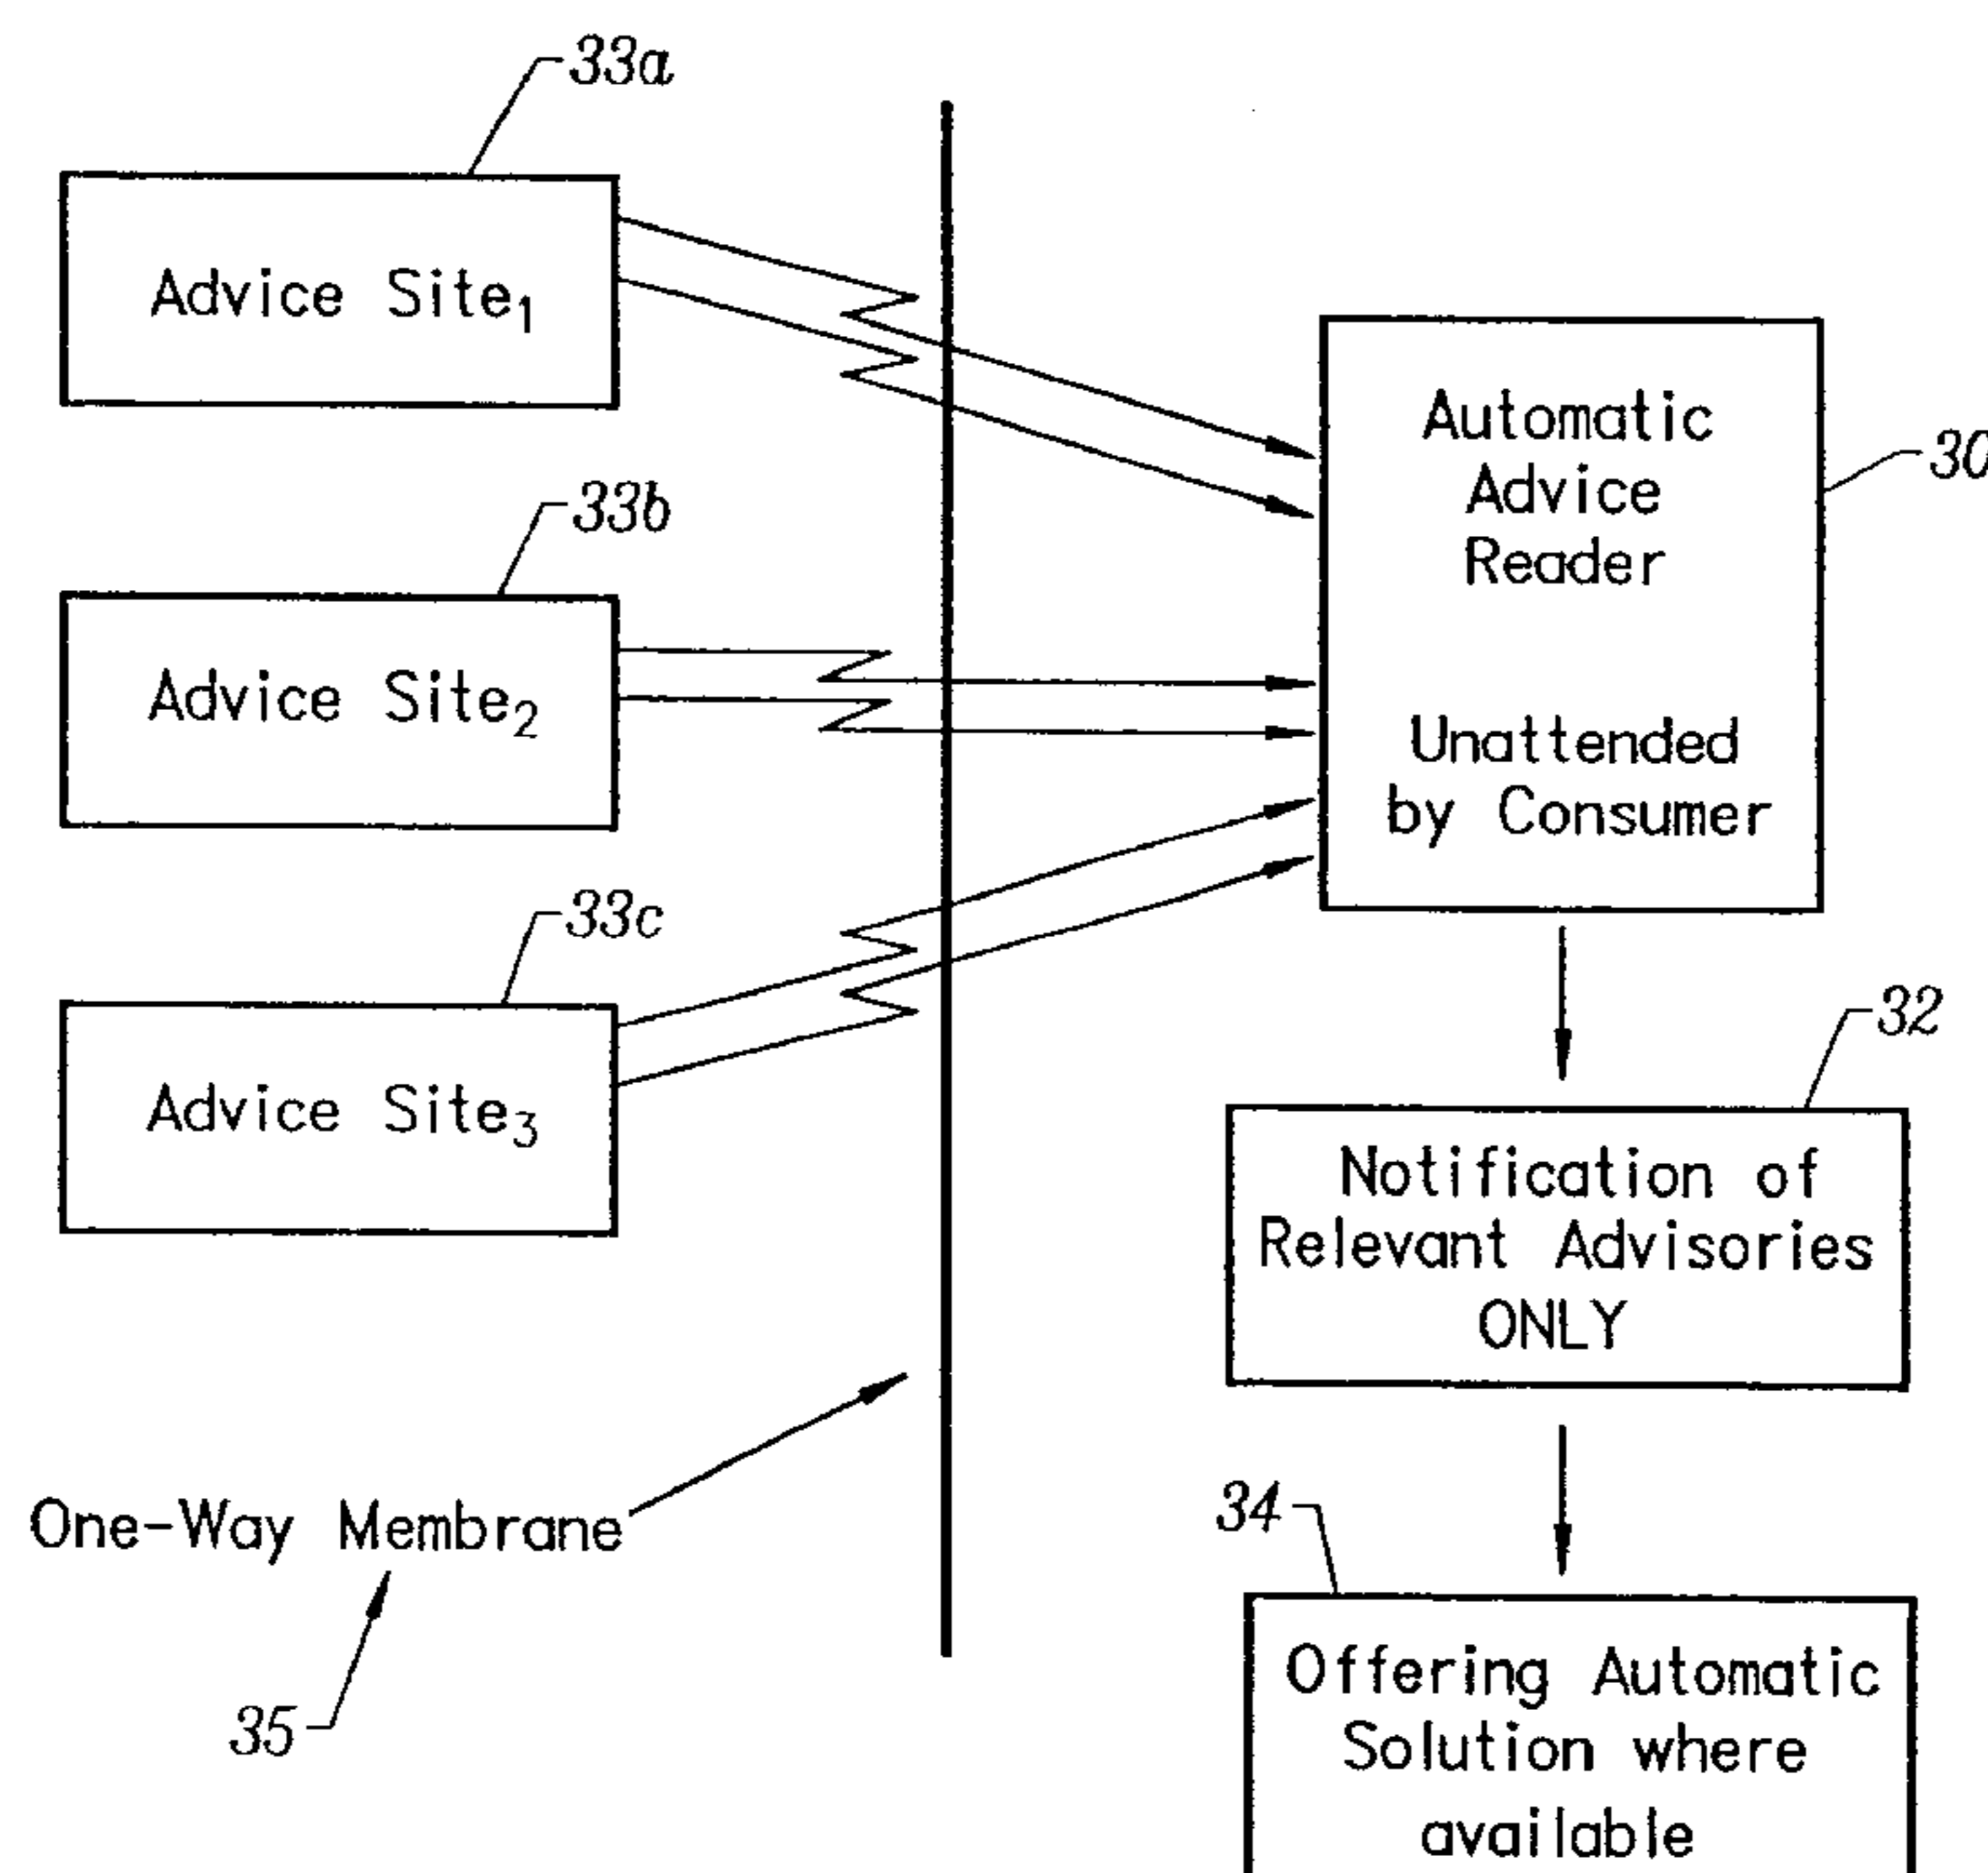 33a
Advice Site₁
33b
Advice Site₂
33c
Advice Site₃
One-Way Membrane
35
Automatic
Advice
Reader
Unattended
by Consumer
30
32
Notification of
Relevant Advisories
ONLY
34
Offering Automatic
Solution where
available